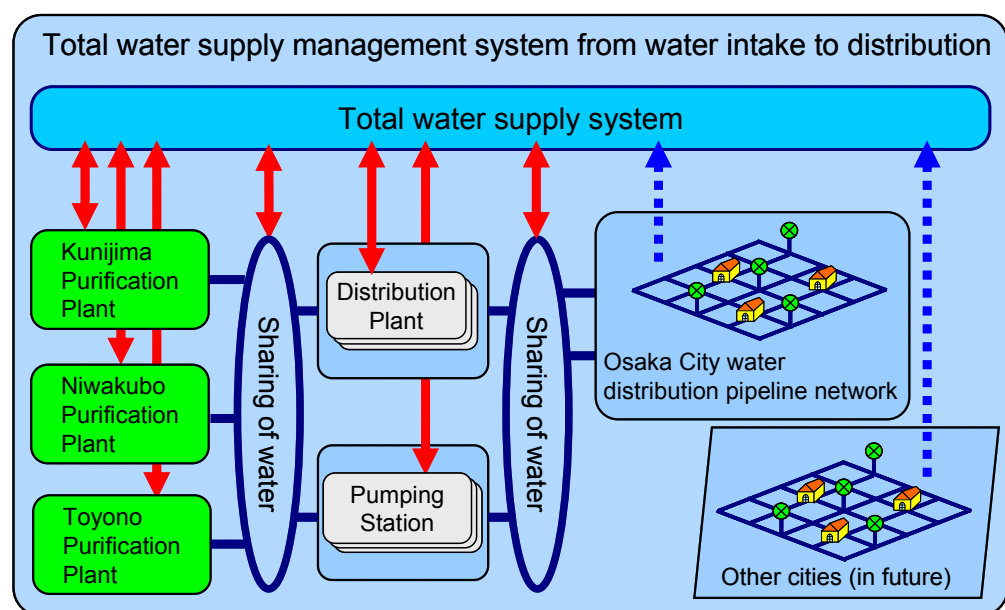 Total water supply management system from water intake to distribution
Total water supply system
Kunijima
Purification
Plant
Niwakubo
Purification
Plant
Toyono
Purification
Plant
Sharing of water
Distribution
Plant
Pumping
Station
Sharing of water
Osaka City water
distribution pipeline network
Other cities (in future)